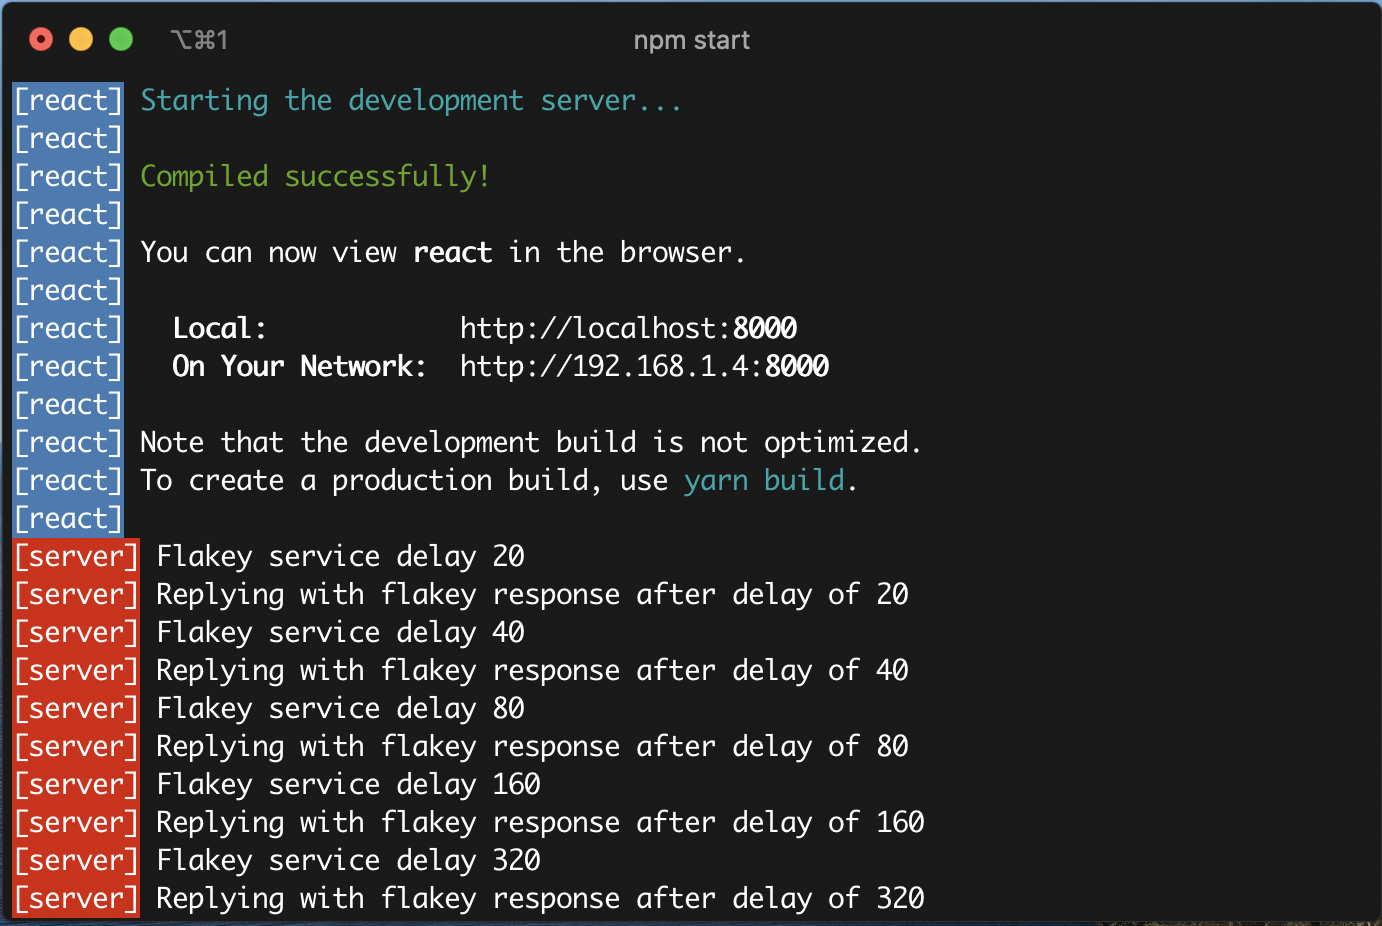 ⌥⌘1
npm start
[react] Starting the development server...
[react]
[react] Compiled successfully!
[react]
[react] You can now view react in the browser.
[react]
[react]   Local:            http://localhost:8000
[react]   On Your Network:  http://192.168.1.4:8000
[react]
[react] Note that the development build is not optimized.
[react] To create a production build, use yarn build.
[react]
[server] Flakey service delay 20
[server] Replying with flakey response after delay of 20
[server] Flakey service delay 40
[server] Replying with flakey response after delay of 40
[server] Flakey service delay 80
[server] Replying with flakey response after delay of 80
[server] Flakey service delay 160
[server] Replying with flakey response after delay of 160
[server] Flakey service delay 320
[server] Replying with flakey response after delay of 320